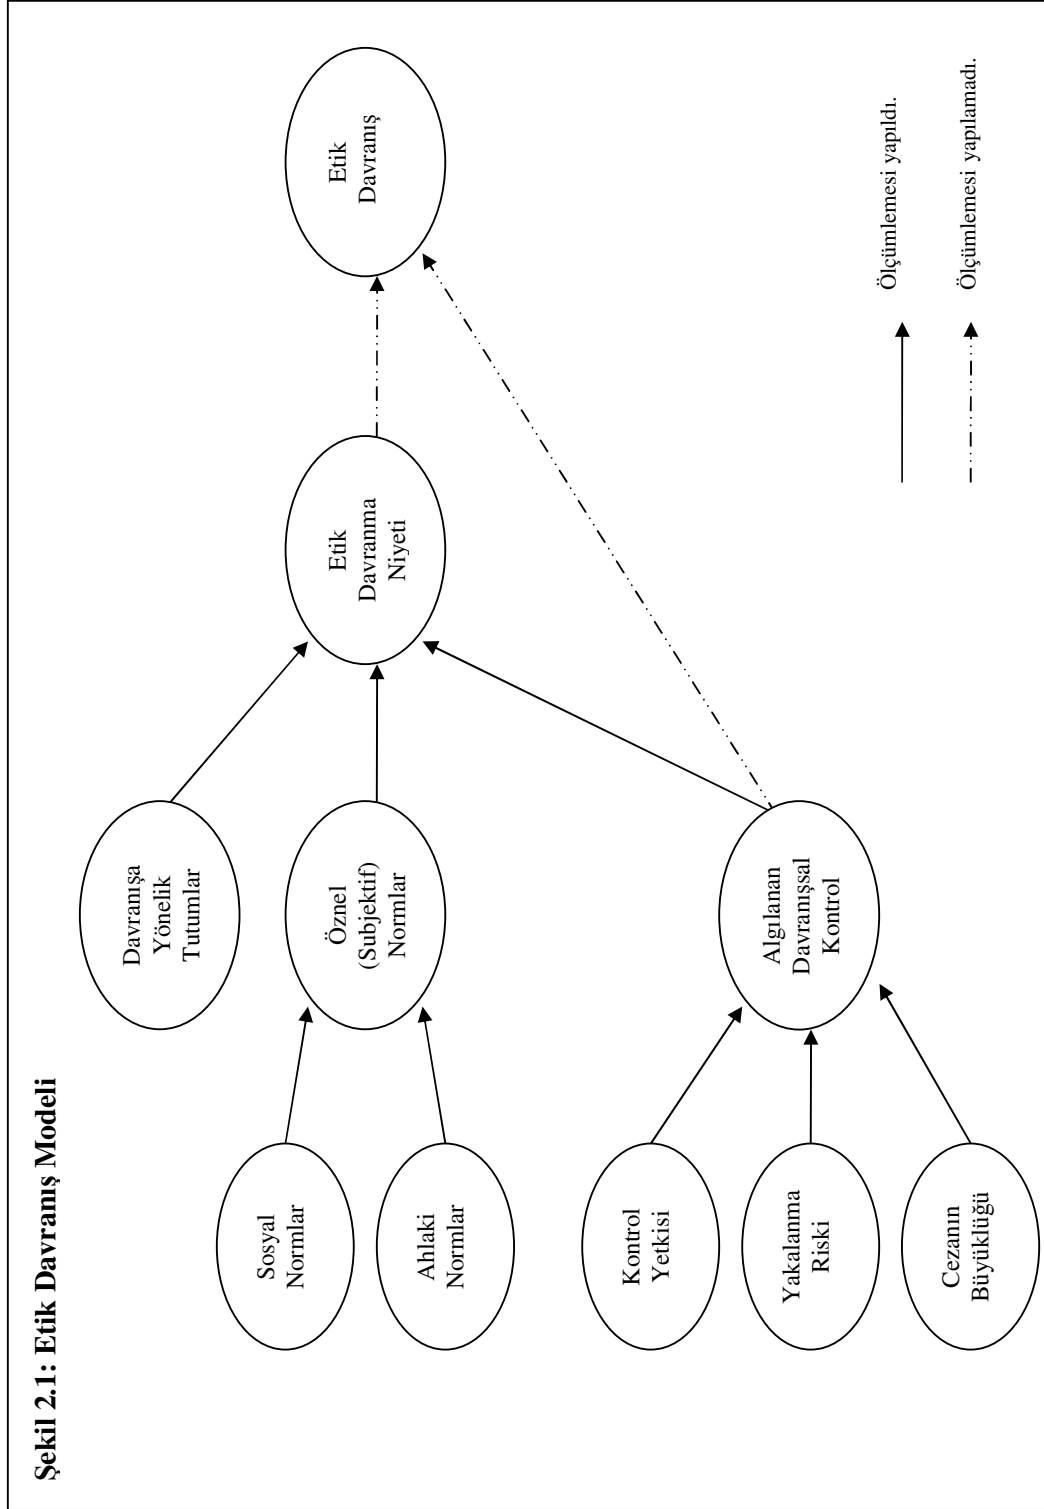 Şekil 2.1: Etik Davranış Modeli
Davranışa
Yönelik
Tutumlar
Sosyal
Normlar
Ahlaki
Normlar
Öznel
(Subjektif)
Normlar
Etik
Davranma
Niyeti
Etik
Davranış
Kontrol
Yetkisi
Yakalanma
Riski
Cezanın
Büyüklüğü
Algılanan
Davranışsal
Kontrol
Ölçümlemesi yapıldı.
Ölçümlemesi yapılamadı.